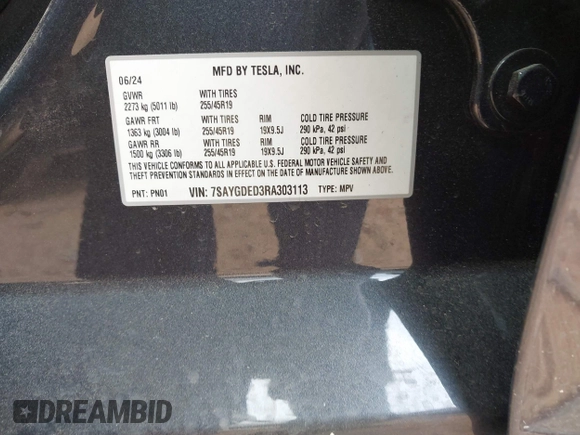 06/24 MFD BY TESLA, INC.
GVWR WITH TIRES
2273 kg (5011 lb) 255/45R19
GAWR FRT WITH TIRES RIM COLD TIRE PRESSURE
1363 kg (3004 lb) 255/45R19 19X9.5J 290 kPa, 42 psi
GAWR RR WITH TIRES RIM COLD TIRE PRESSURE
1500 kg (3306 lb) 255/45R19 19X9.5J 290 kPa, 42 psi
THIS VEHICLE CONFORMS TO ALL APPLICABLE U.S. FEDERAL MOTOR VEHICLE SAFETY AND
THEFT PREVENTION STANDARDS IN EFFECT ON THE DATE OF MANUFACTURE SHOWN ABOVE.
PNT: PN01 VIN: 7SAYGDED3RA303113 TYPE: MPV
DREAMBID